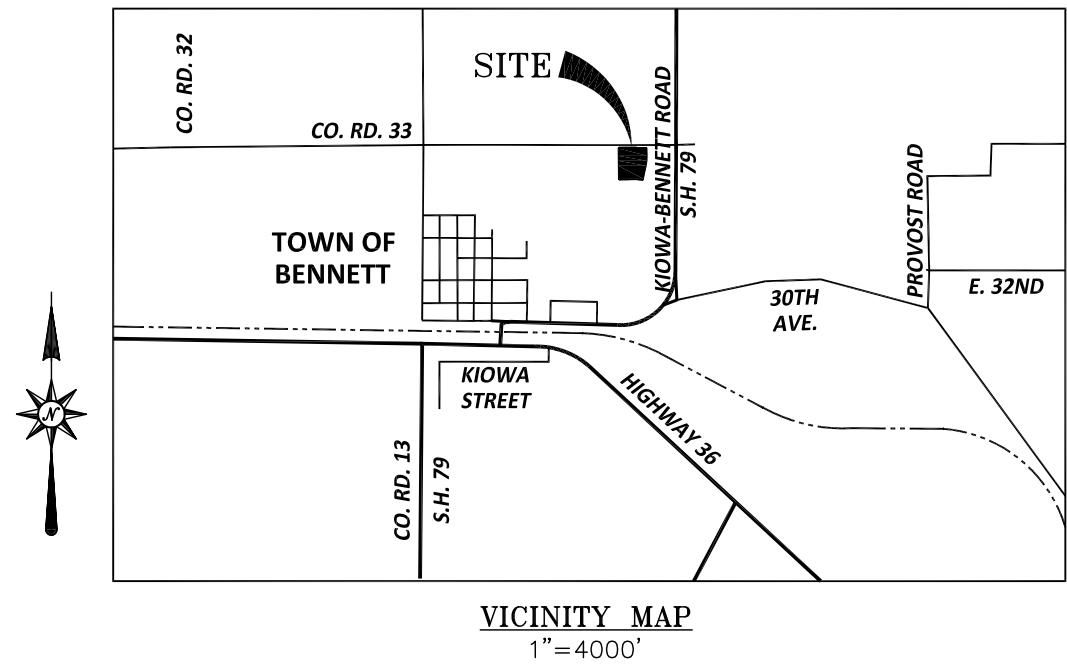 CO. RD. 32
SITE
KIOWA-BENNETT ROAD
CO. RD. 33
S.H. 79
PROVOST ROAD
TOWN OF
BENNETT
E. 32ND
30TH
AVE.
KIOWA
STREET
HIGHWAY 36
N
CO. RD. 13
S.H. 79
VICINITY MAP
1”=4000’